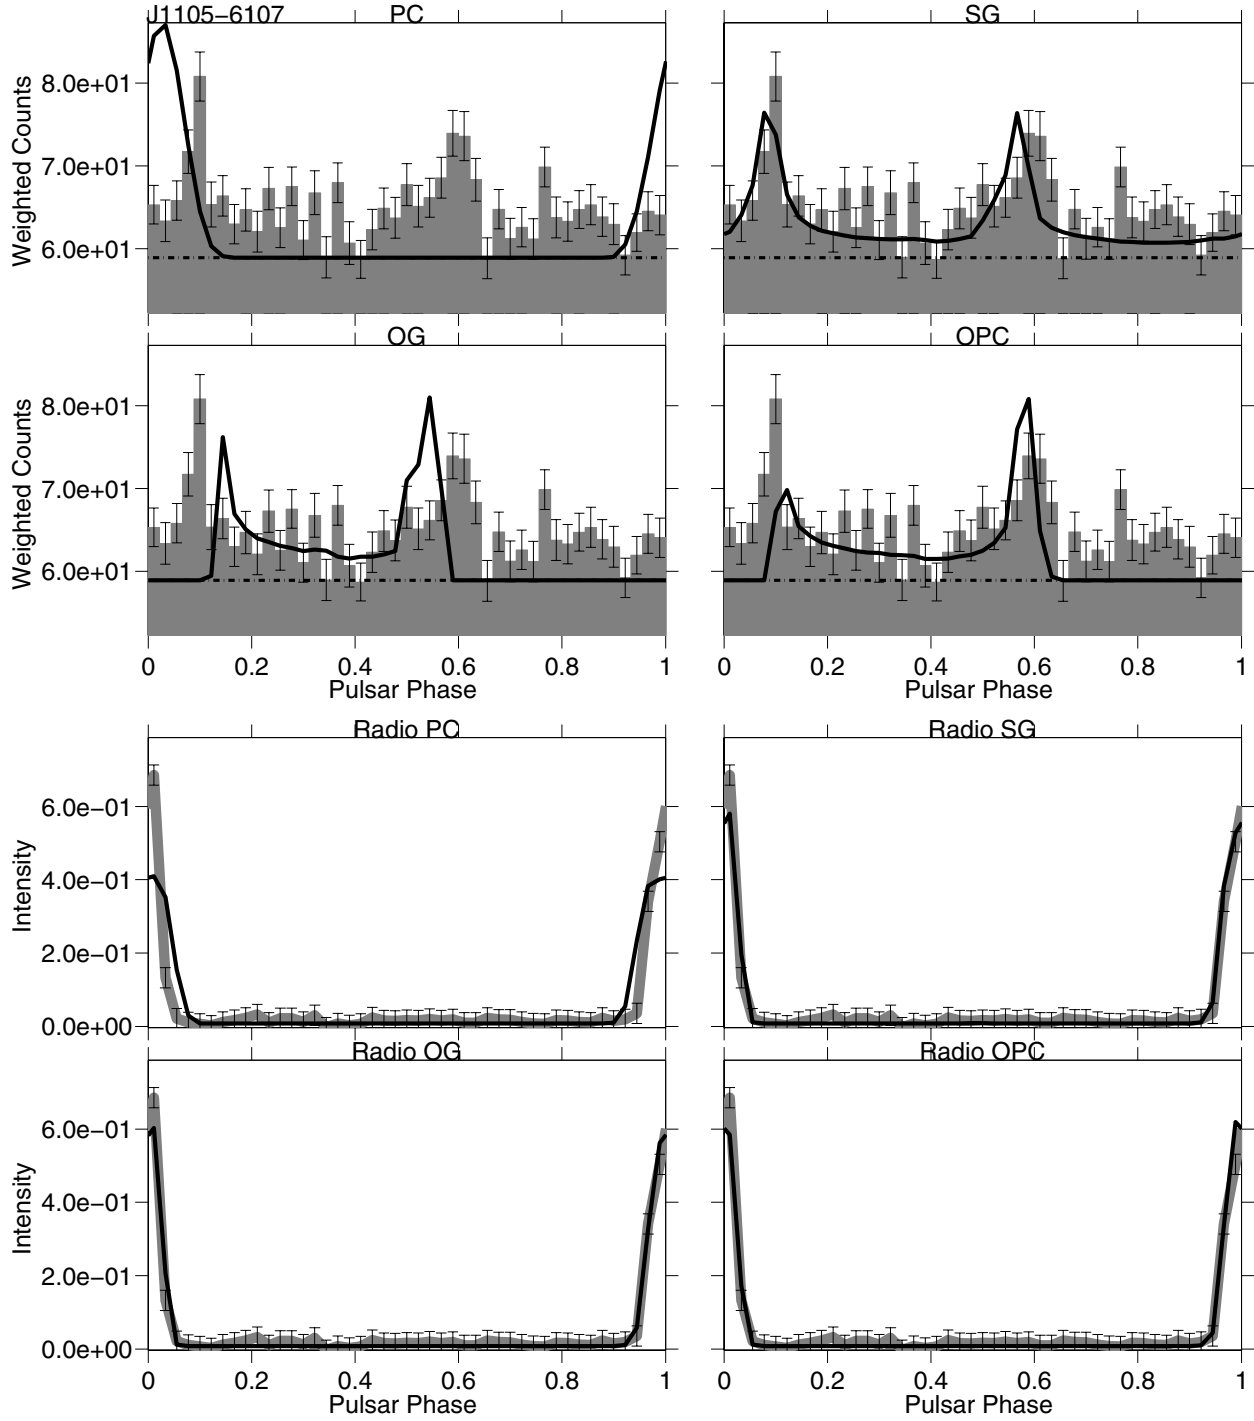 J1105−6107 PC SG
Weighted Counts
8.0e+01
7.0e+01
6.0e+01
OG OPC
Weighted Counts
8.0e+01
7.0e+01
6.0e+01
0 0.2 0.4 0.6 0.8 1 0 0.2 0.4 0.6 0.8 1
Pulsar Phase Pulsar Phase
Radio PC Radio SG
Intensity
6.0e−01
4.0e−01
2.0e−01
0.0e+00
Radio OG Radio OPC
Intensity
6.0e−01
4.0e−01
2.0e−01
0.0e+00
0 0.2 0.4 0.6 0.8 1 0 0.2 0.4 0.6 0.8 1
Pulsar Phase Pulsar Phase